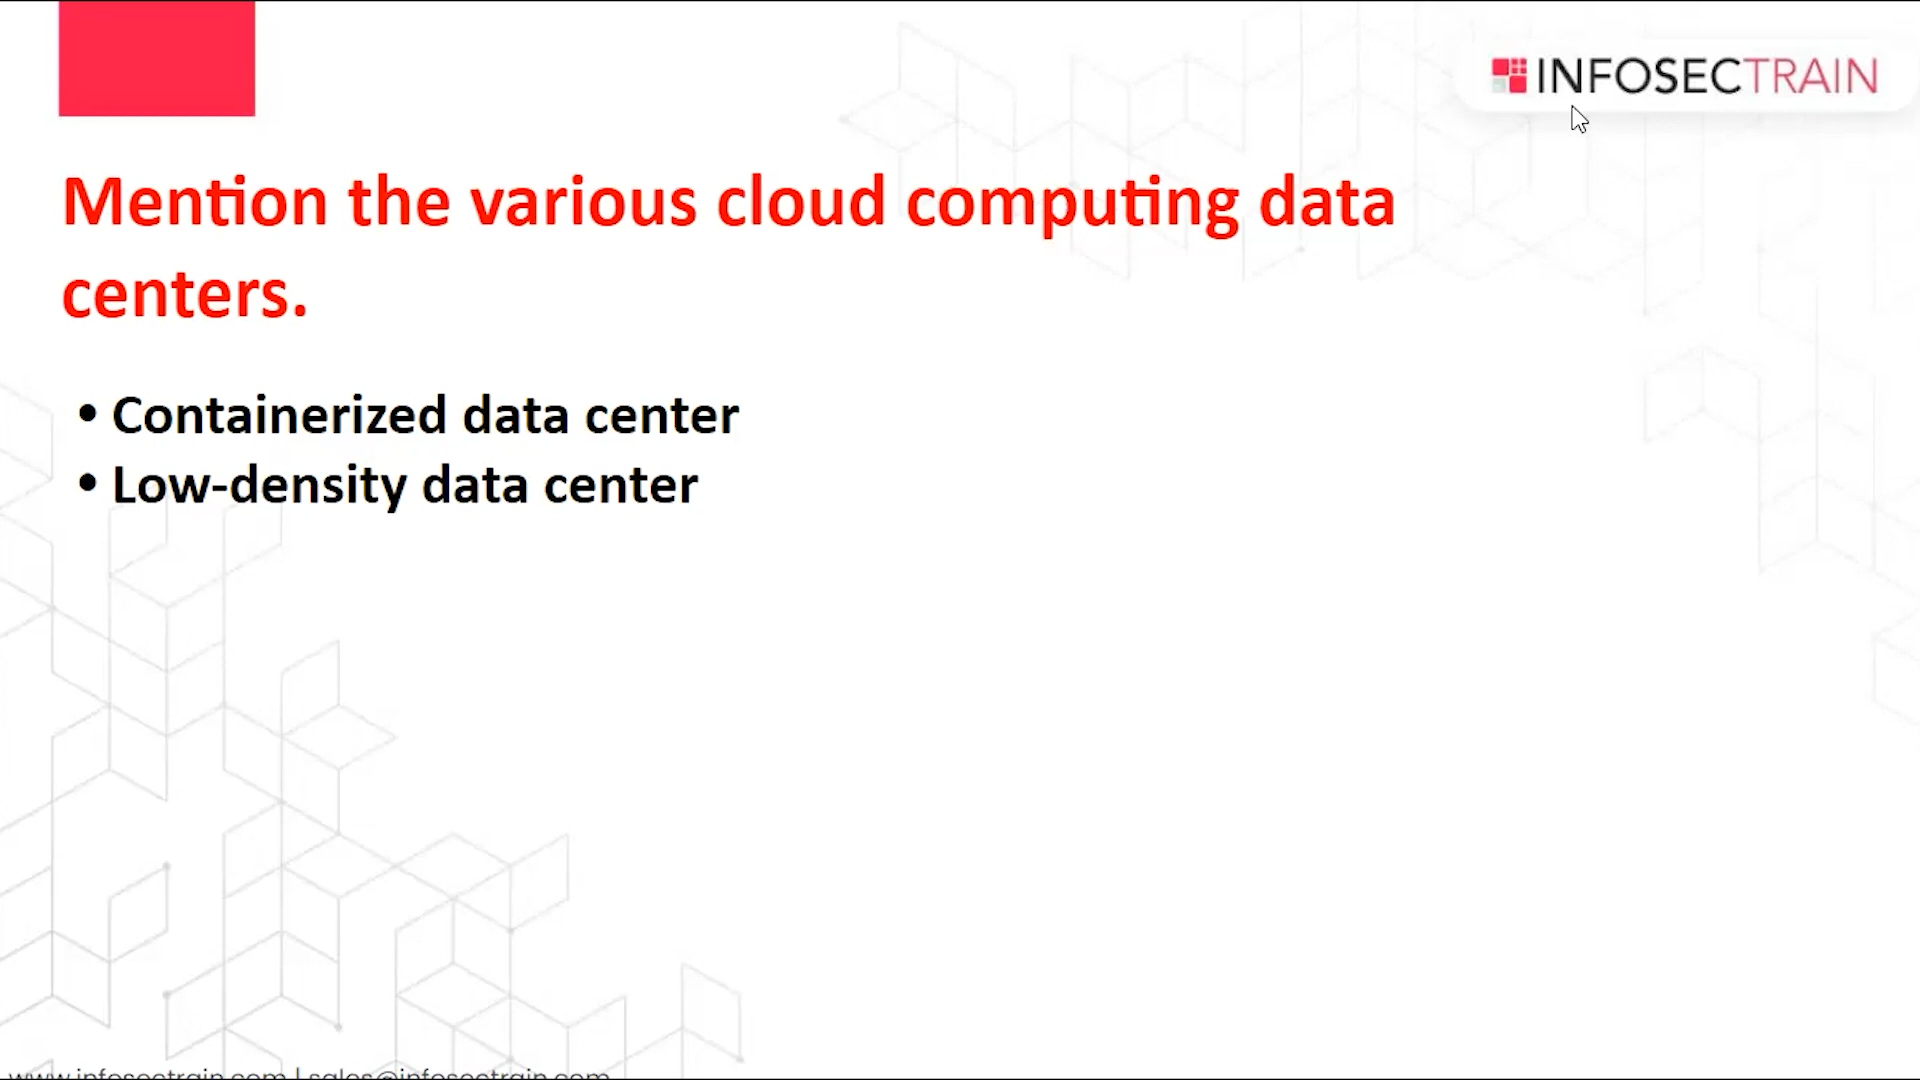 INFOSECTRAIN
Mention the various cloud computing data
centers.
• Containerized data center
• Low-density data center
www.infosectrain.com | sales@infosectrain.com